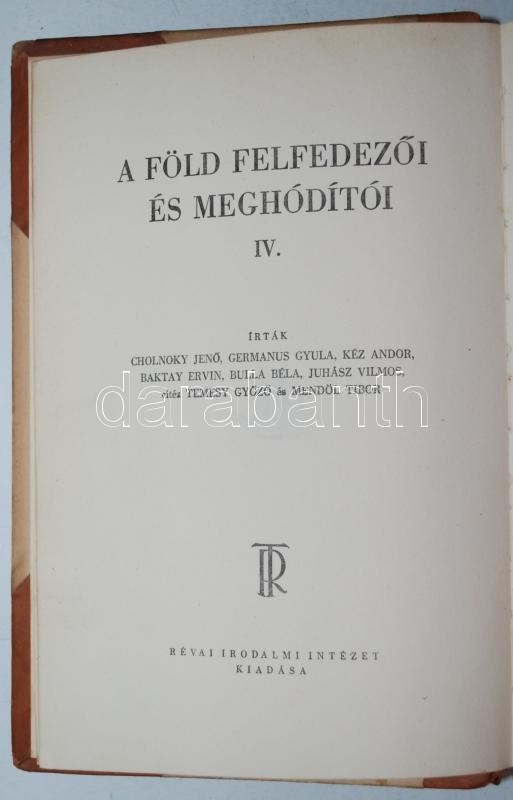 A FÖLD FELFEDEZŐI
ÉS MEGHÓDÍTÓI
IV.
ÍRTÁK
CHOLNOKY JENŐ, GERMANUS GYULA, KÉZ ANDOR,
BAKTAY ERVIN, BULLA BÉLA, JUHÁSZ VILMOS,
vitéz TEMESY GYŐZŐ és MENDÖL TIBOR
darabanth
TR
RÉVAI IRODALMI INTÉZET
KIADÁSA